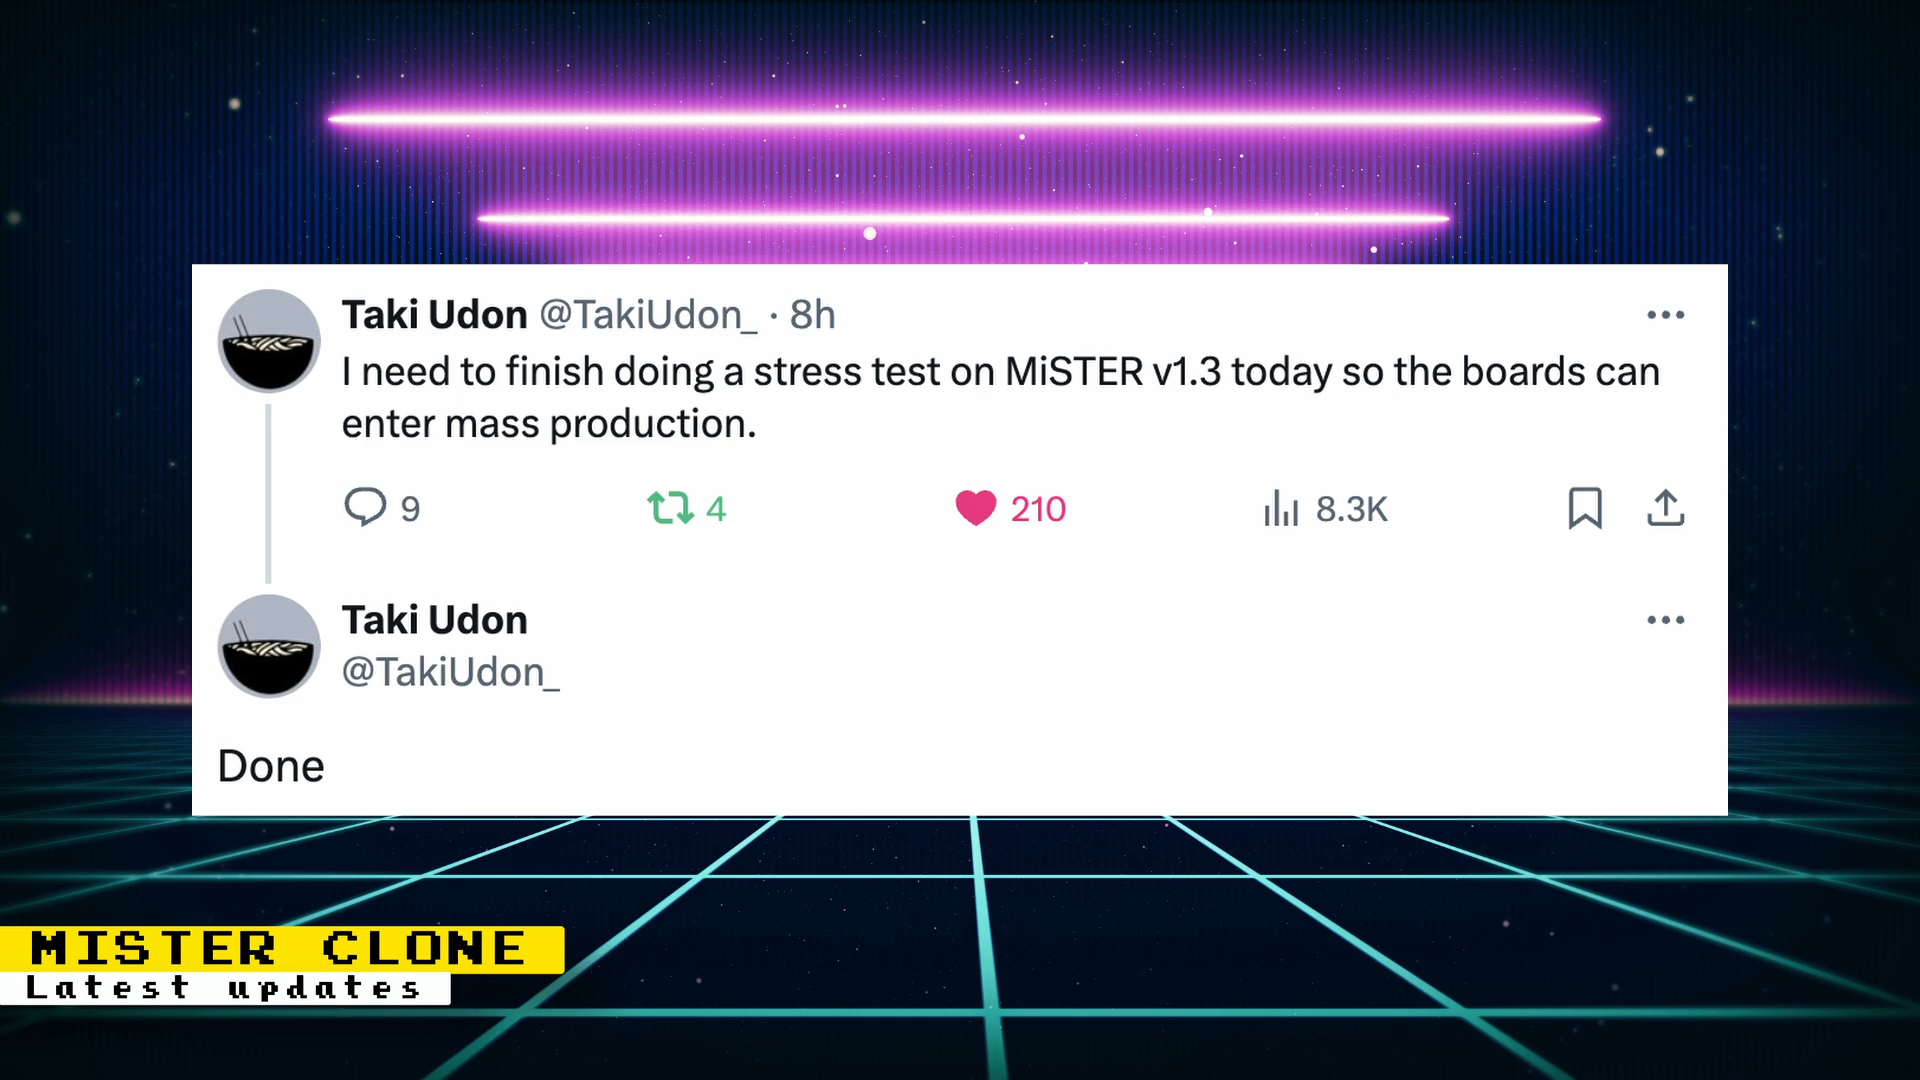 Taki Udon @TakiUdon_ · 8h
I need to finish doing a stress test on MiSTER v1.3 today so the boards can
enter mass production.
9 4 210 8.3K
Taki Udon
@TakiUdon_
Done
MISTER CLONE
Latest updates